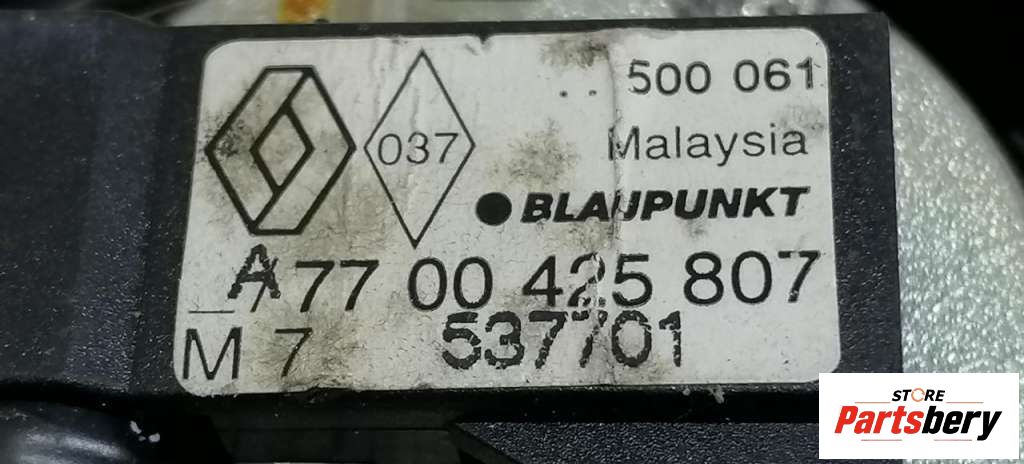 500 061
037
Malaysia
BLAUPUNKT
A 77 00 425 807
M 7 537701
STORE
Partsbery